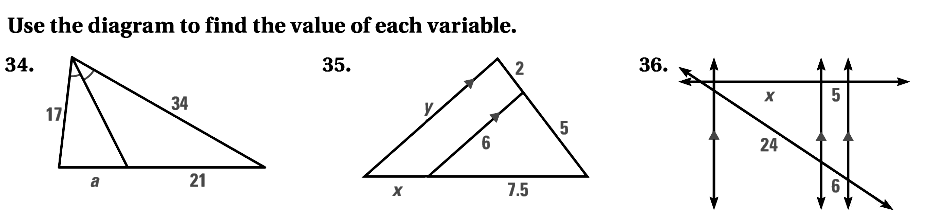 Use the diagram to find the value of each variable.
34.
17
34
a
21
35.
2
y
5
6
x
7.5
36.
x
5
24
6